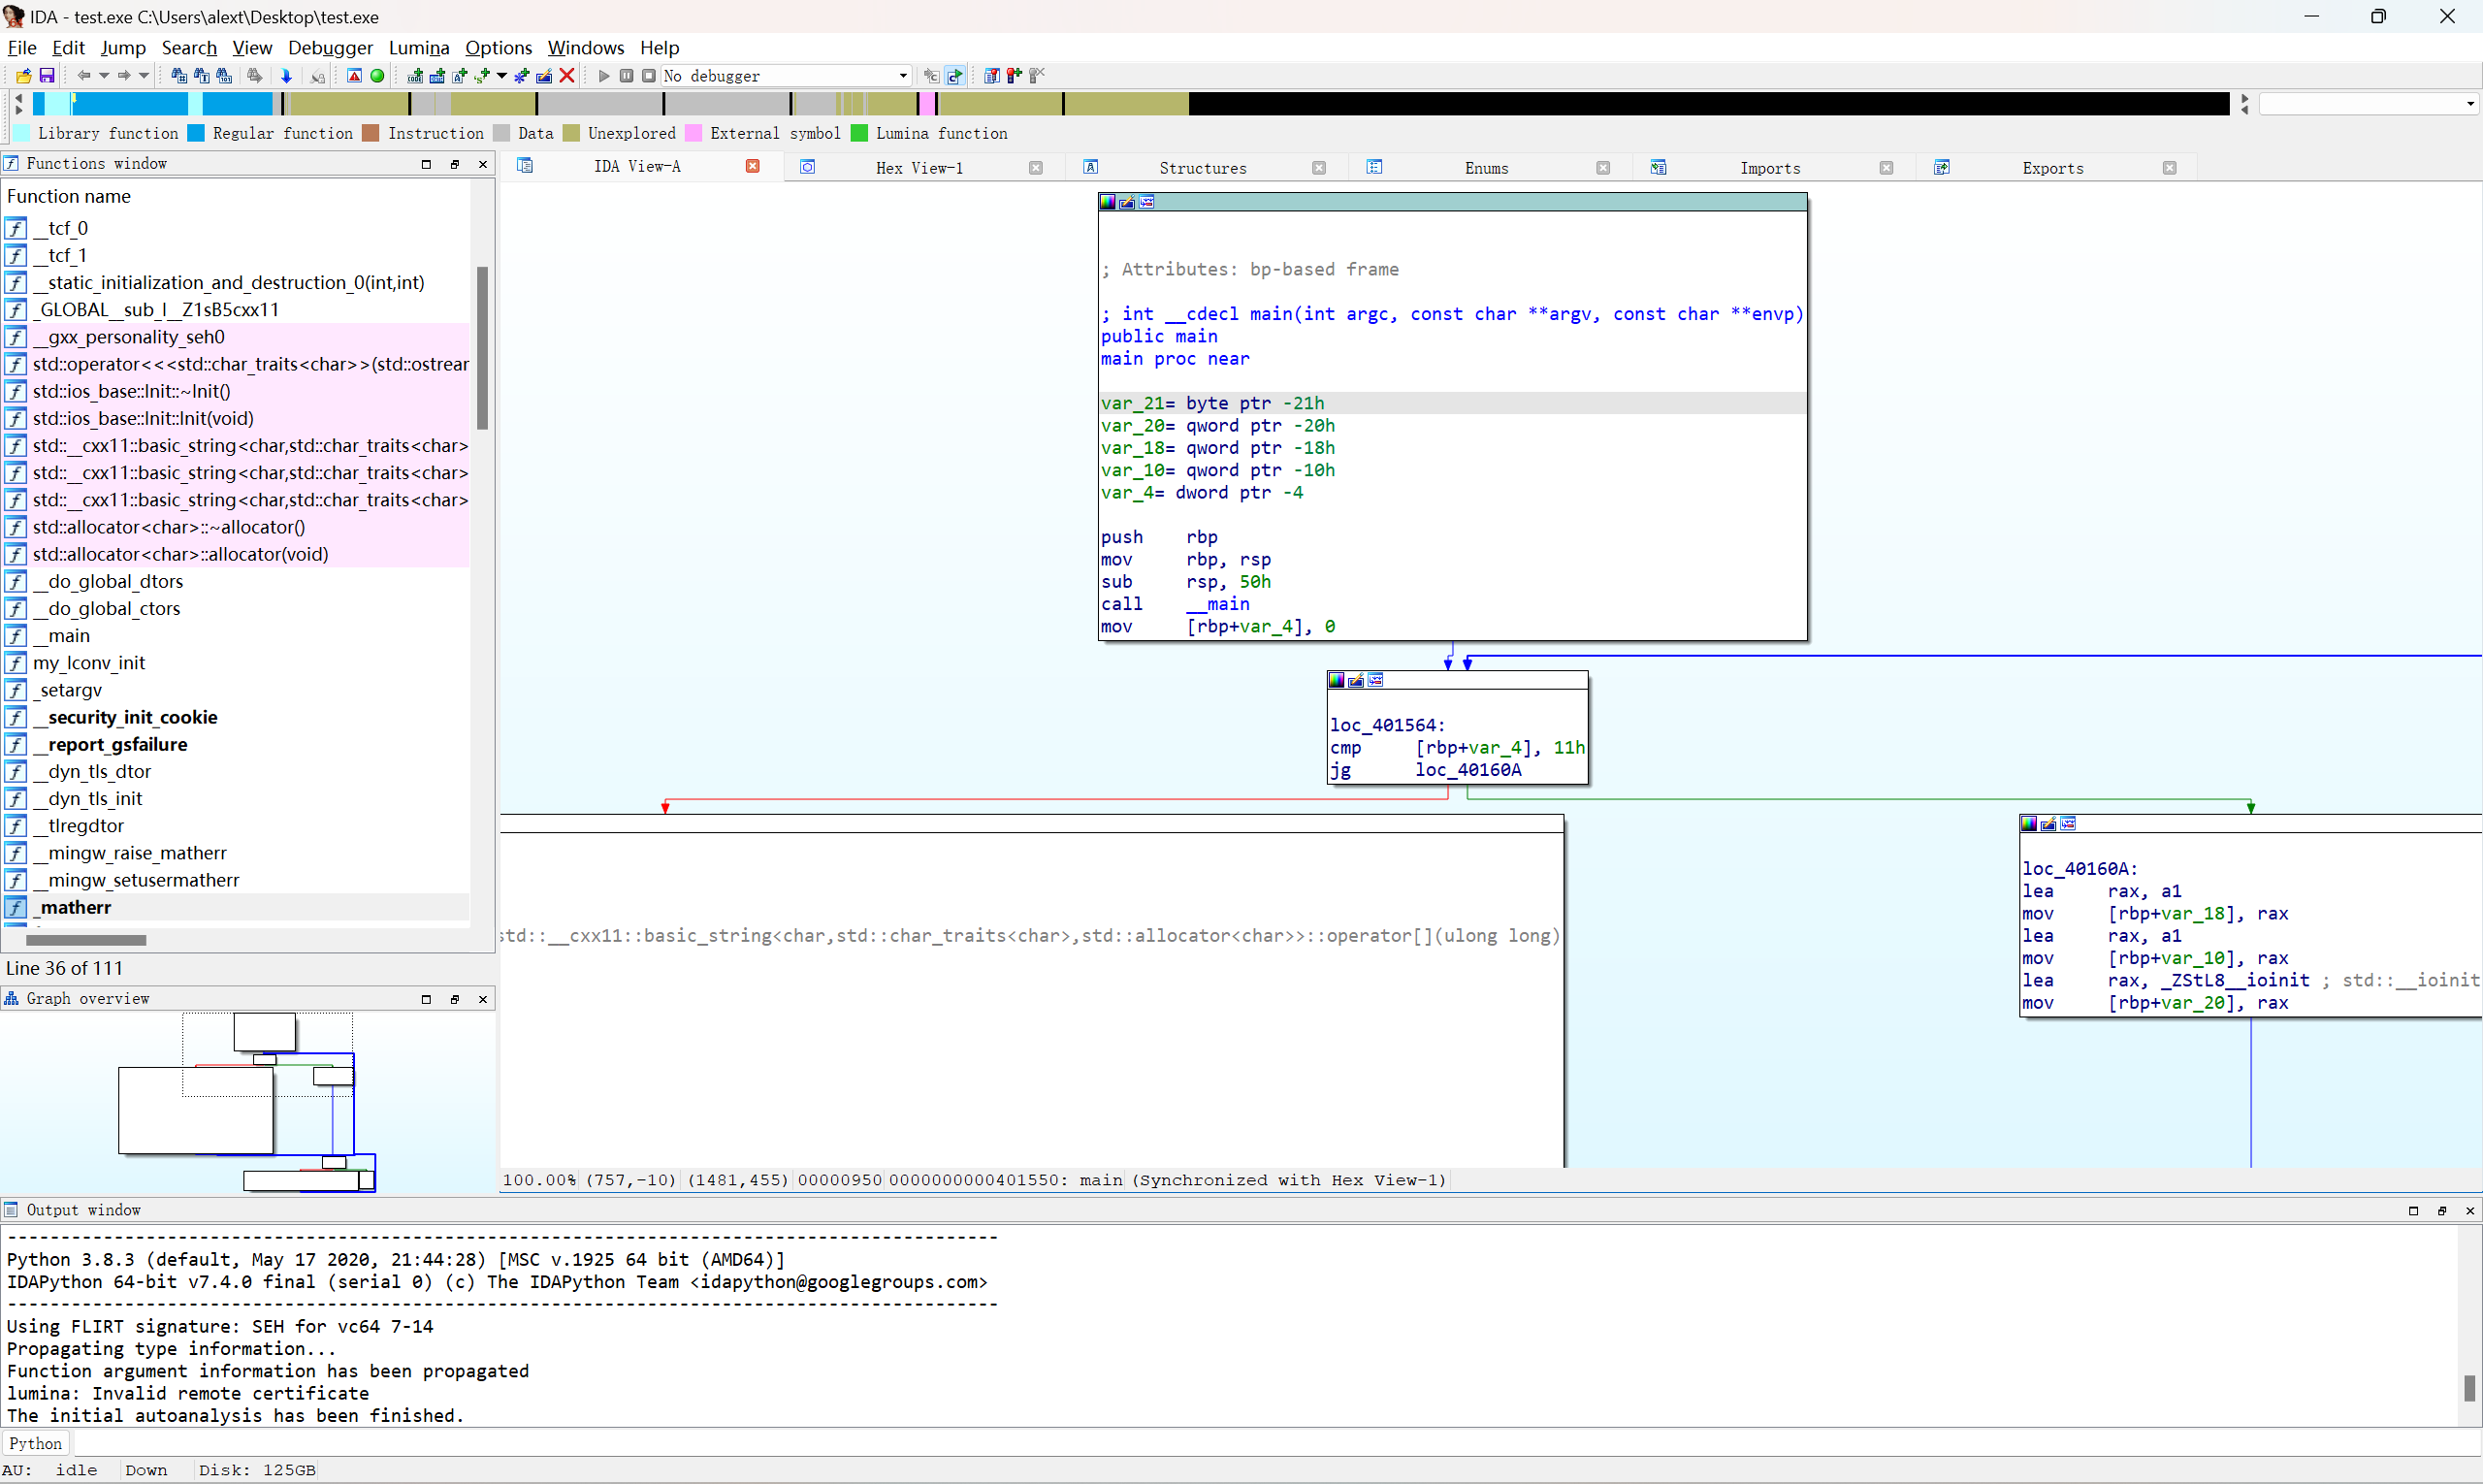 IDA - test.exe C:\Users\alext\Desktop\test.exe
File Edit Jump Search View Debugger Lumina Options Windows Help
No debugger
Library function Regular function Instruction Data Unexplored External symbol Lumina function
Functions window
Function name
__tcf_0
__tcf_1
__static_initialization_and_destruction_0(int,int)
_GLOBAL__sub_I__Z1sB5cxx11
__gxx_personality_seh0
std::operator<<<std::char_traits<char>>(std::ostrear
std::ios_base::Init::~Init()
std::ios_base::Init::Init(void)
std::__cxx11::basic_string<char,std::char_traits<char>
std::__cxx11::basic_string<char,std::char_traits<char>
std::__cxx11::basic_string<char,std::char_traits<char>
std::allocator<char>::~allocator()
std::allocator<char>::allocator(void)
__do_global_dtors
__do_global_ctors
__main
my_lconv_init
_setargv
__security_init_cookie
__report_gsfailure
__dyn_tls_dtor
__dyn_tls_init
__tlregdtor
__mingw_raise_matherr
__mingw_setusermatherr
_matherr
Line 36 of 111
Graph overview
IDA View-A Hex View-1 Structures Enums Imports Exports
; Attributes: bp-based frame
; int __cdecl main(int argc, const char **argv, const char **envp)
public main
main proc near
var_21= byte ptr -21h
var_20= qword ptr -20h
var_18= qword ptr -18h
var_10= qword ptr -10h
var_4= dword ptr -4
push rbp
mov rbp, rsp
sub rsp, 50h
call __main
mov [rbp+var_4], 0
loc_401564:
cmp [rbp+var_4], 11h
jg loc_40160A
std::__cxx11::basic_string<char,std::char_traits<char>,std::allocator<char>>::operator[](ulong long)
loc_40160A:
lea rax, a1
mov [rbp+var_18], rax
lea rax, a1
mov [rbp+var_10], rax
lea rax, _ZStL8__ioinit ; std::__ioinit
mov [rbp+var_20], rax
100.00% (757,-10) (1481,455) 00000950 0000000000401550: main (Synchronized with Hex View-1)
Output window
---------------------------------------------------------------------------------------------
Python 3.8.3 (default, May 17 2020, 21:44:28) [MSC v.1925 64 bit (AMD64)]
IDAPython 64-bit v7.4.0 final (serial 0) (c) The IDAPython Team <idapython@googlegroups.com>
---------------------------------------------------------------------------------------------
Using FLIRT signature: SEH for vc64 7-14
Propagating type information...
Function argument information has been propagated
lumina: Invalid remote certificate
The initial autoanalysis has been finished.
Python
AU: idle Down Disk: 125GB